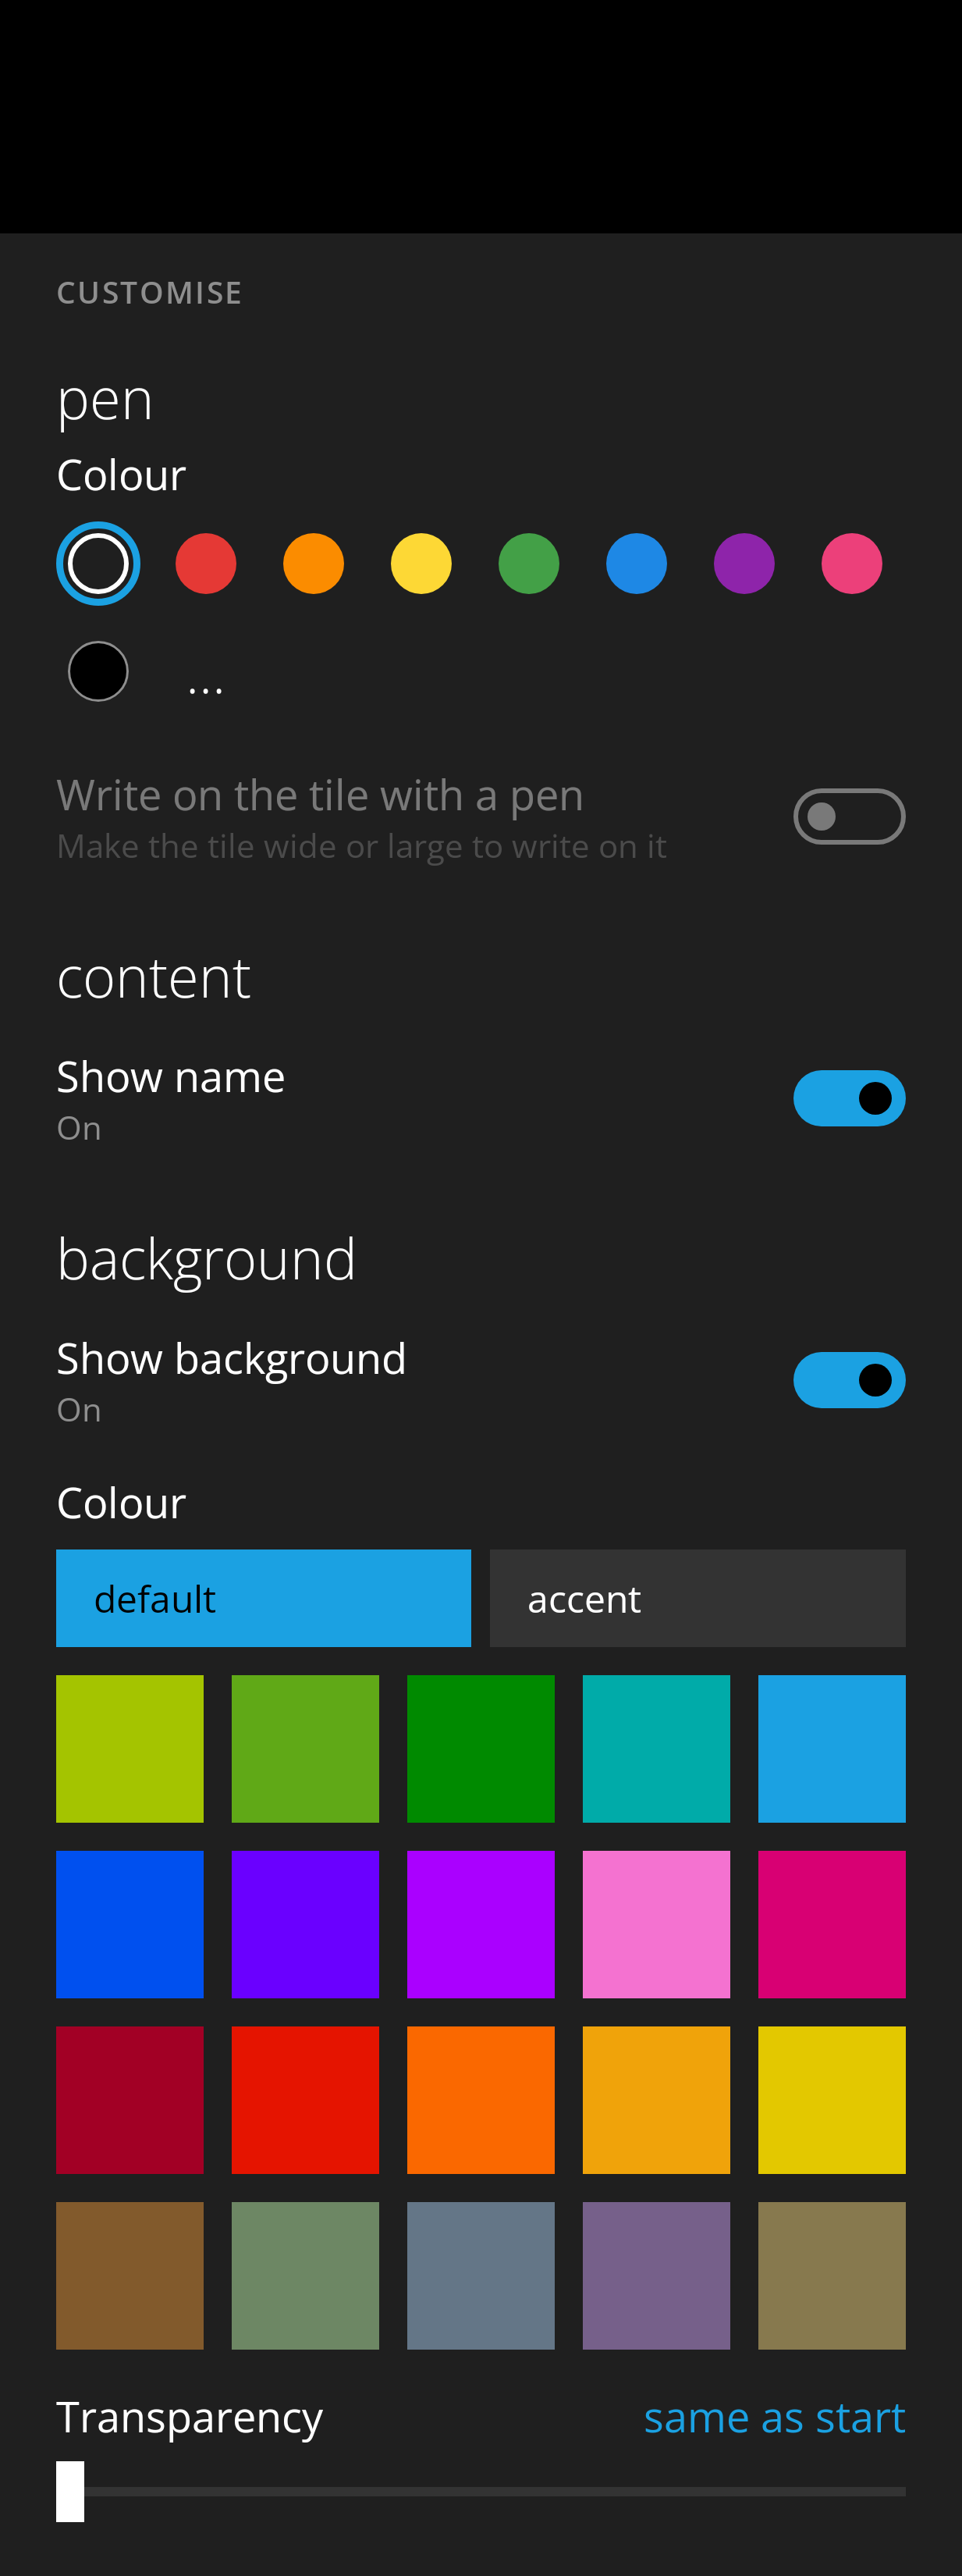 CUSTOMISE
pen
Colour
...
Write on the tile with a pen
Make the tile wide or large to write on it
content
Show name
On
background
Show background
On
Colour
default
accent
Transparency
same as start